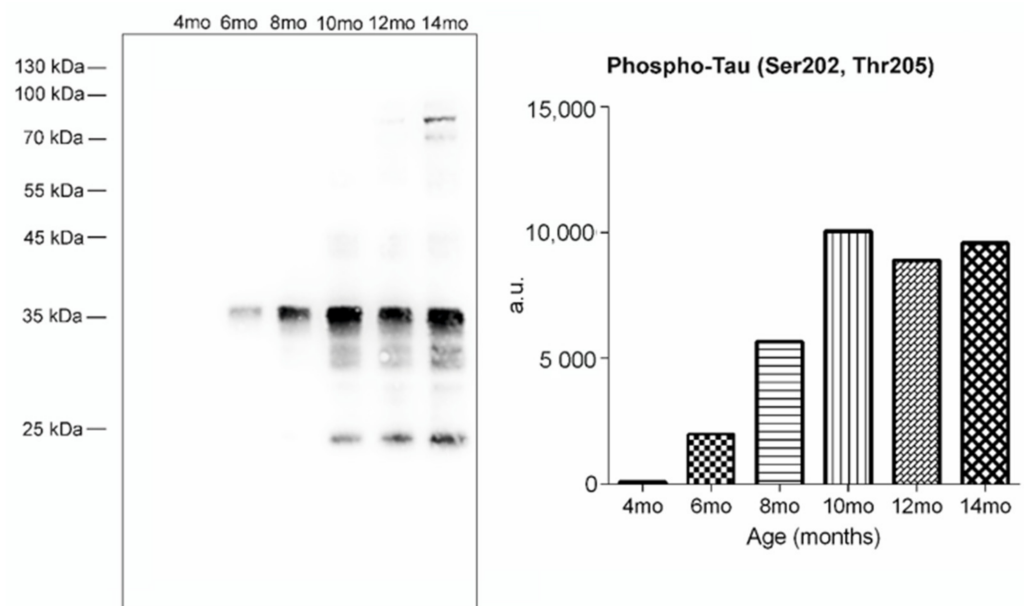 4mo 6mo 8mo 10mo 12mo 14mo
130 kDa
100 kDa
70 kDa
55 kDa
45 kDa
35 kDa
25 kDa
Phospho-Tau (Ser202, Thr205)
15,000
10,000
5 000
0
a.u.
4mo 6mo 8mo 10mo 12mo 14mo
Age (months)